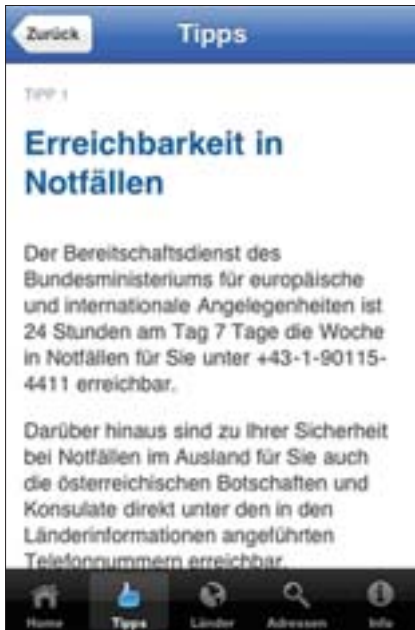 Zurück
Tipps
TIPP 1
Erreichbarkeit in
Notfällen
Der Bereitschaftsdienst des
Bundesministeriums für europäische
und internationale Angelegenheiten ist
24 Stunden am Tag 7 Tage die Woche
in Notfällen für Sie unter +43-1-90115-
4411 erreichbar.
Darüber hinaus sind zu Ihrer Sicherheit
bei Notfällen im Ausland für Sie auch
die österreichischen Botschaften und
Konsulate direkt unter den in den
Länderinformationen angeführten
Telefonnummern erreichbar.
Home Tipps Länder Adressen Info